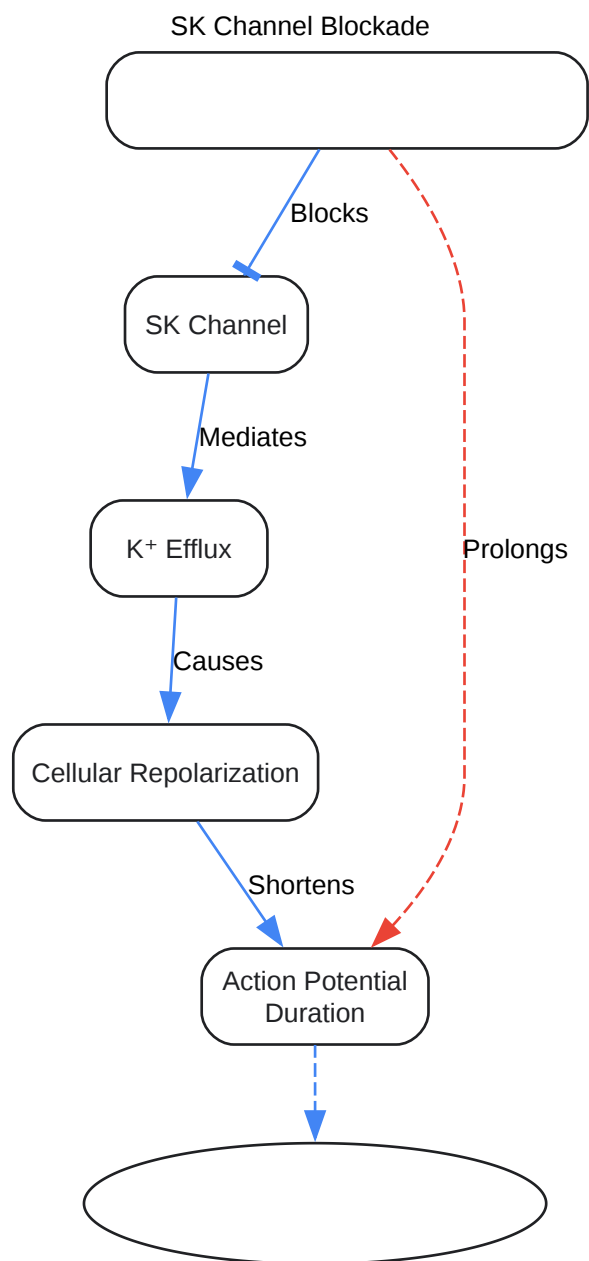 SK Channel Blockade
Blocks
SK Channel
Mediates
K⁺ Efflux
Prolongs
Causes
Cellular Repolarization
Shortens
Action Potential
Duration